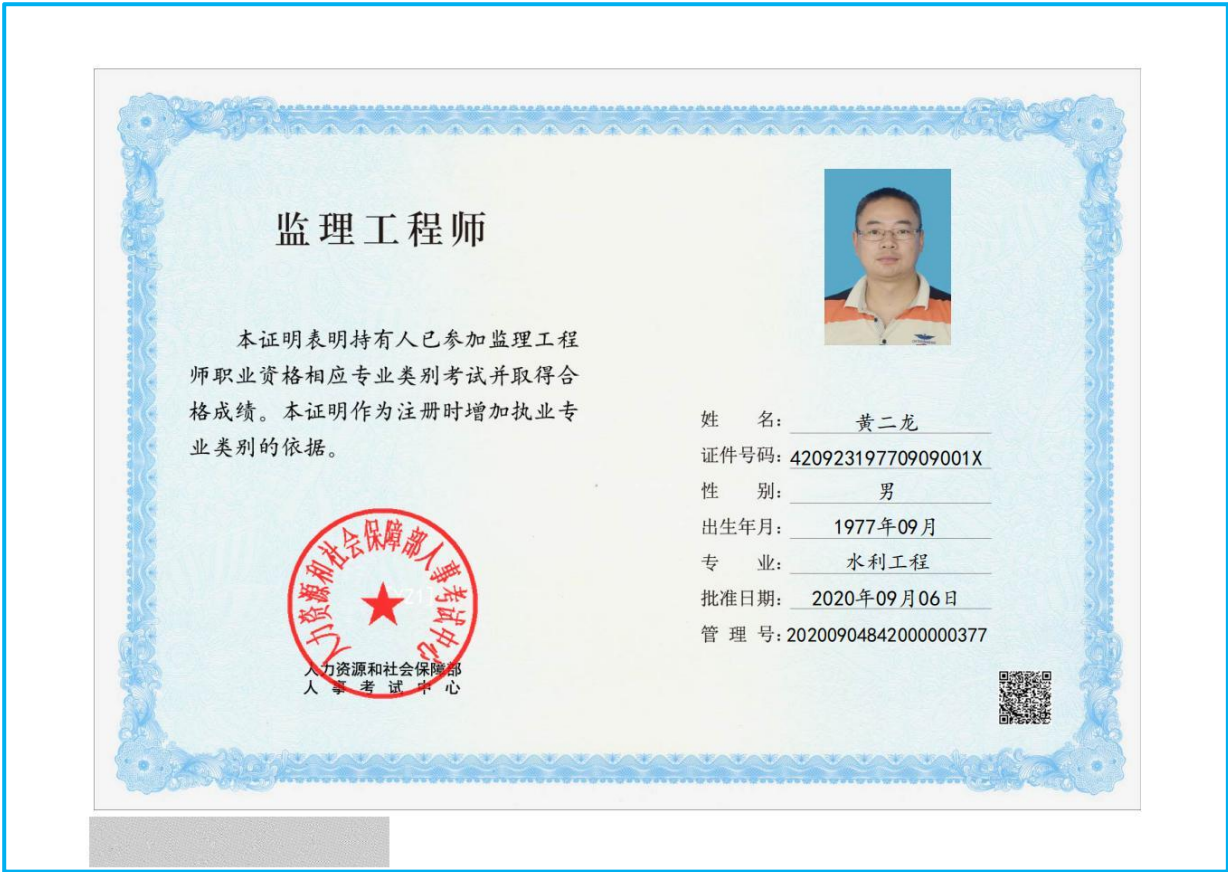 监理工程师
本证明表明持有人已参加监理工程
师职业资格相应专业类别考试并取得合
格成绩。本证明作为注册时增加执业专
业类别的依据。
人力资源和社会保障部人事考试中心
人力资源和社会保障部
人事考试中心
姓 名： 黄二龙
证件号码： 42092319770909001X
性 别： 男
出生年月： 1977年09月
专 业： 水利工程
批准日期： 2020年09月06日
管 理 号： 20200904842000000377